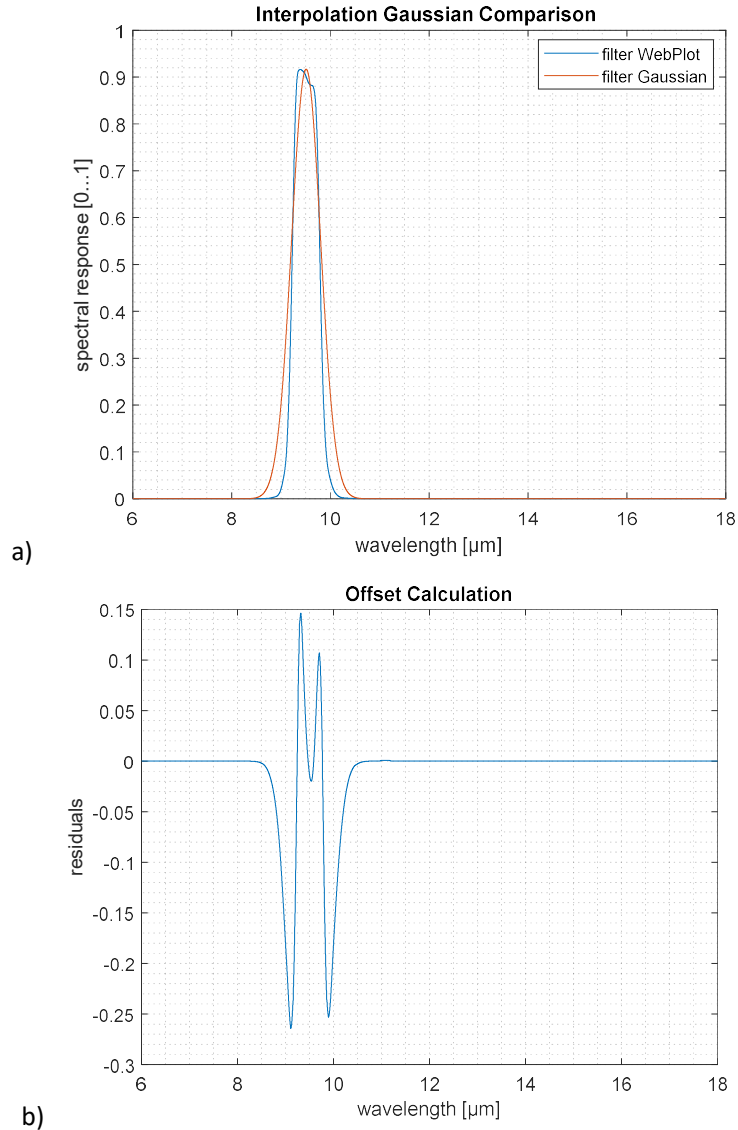 Interpolation Gaussian Comparison
1
0.9
0.8
0.7
0.6
0.5
0.4
0.3
0.2
0.1
0
spectral response [0...1]
filter WebPlot
filter Gaussian
6 8 10 12 14 16 18
wavelength [µm]
a)
Offset Calculation
0.15
0.1
0.05
0
-0.05
-0.1
-0.15
-0.2
-0.25
-0.3
residuals
6 8 10 12 14 16 18
wavelength [µm]
b)